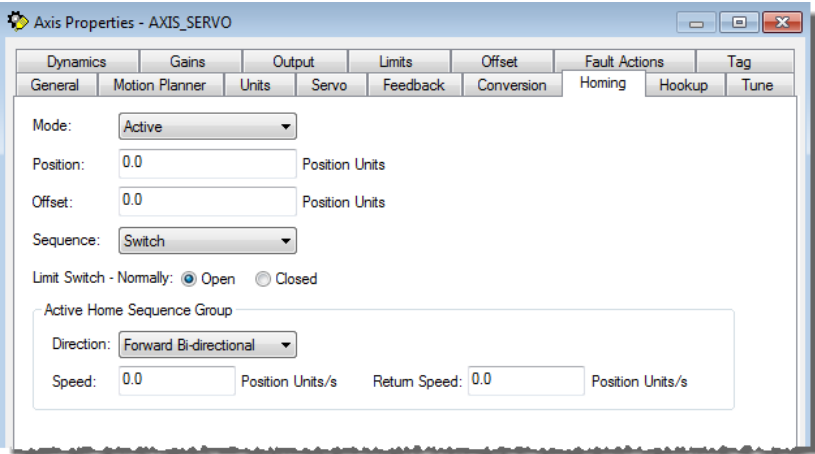 Axis Properties - AXIS_SERVO
Dynamics Gains Output Limits Offset Fault Actions Tag
General Motion Planner Units Servo Feedback Conversion Homing Hookup Tune
Mode: Active
Position: 0.0 Position Units
Offset: 0.0 Position Units
Sequence: Switch
Limit Switch - Normally: Open Closed
Active Home Sequence Group
Direction: Forward Bi-directional
Speed: 0.0 Position Units/s Return Speed: 0.0 Position Units/s